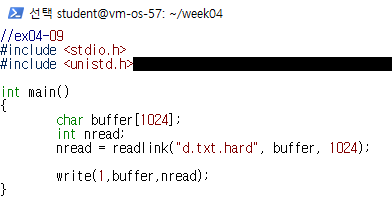 선택 student@vm-os-57: ~/week04
//ex04-09
#include <stdio.h>
#include <unistd.h>
int main()
{
        char buffer[1024];
        int nread;
        nread = readlink("d.txt.hard", buffer, 1024);
        write(1,buffer,nread);
}